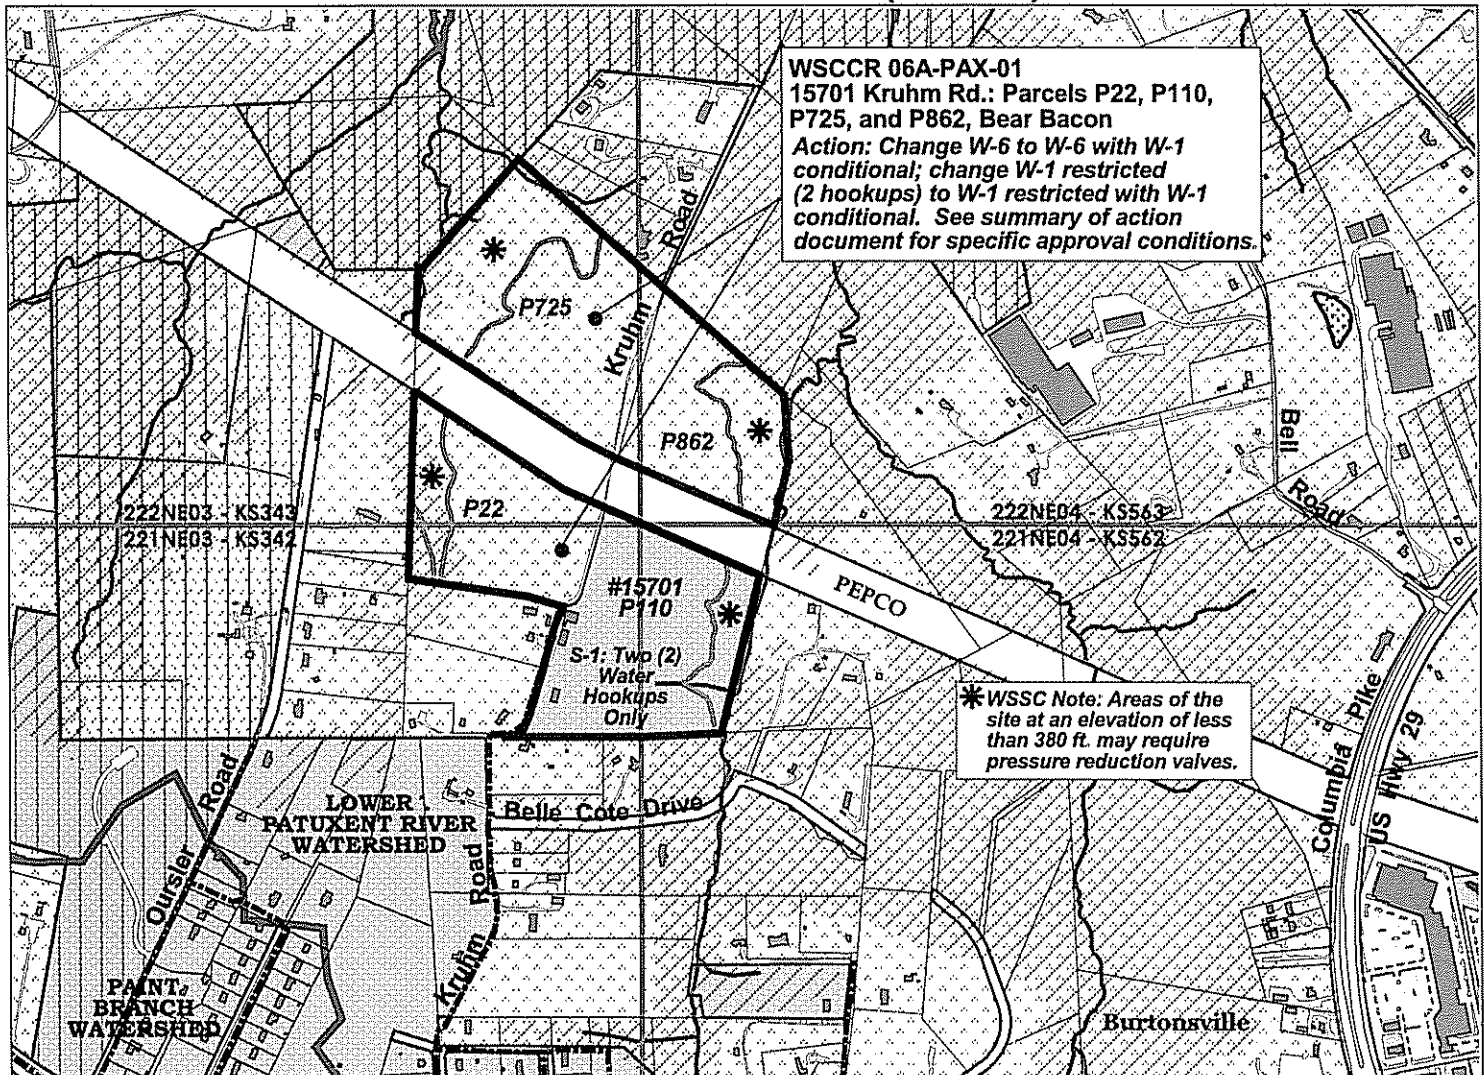 WSCCR 06A-PAX-01
15701 Kruhm Rd.: Parcels P22, P110,
P725, and P862, Bear Bacon
Action: Change W-6 to W-6 with W-1
conditional; change W-1 restricted
(2 hookups) to W-1 restricted with W-1
conditional. See summary of action
document for specific approval conditions.
Kruhm Road
P725
P862
P22
Bell Road
222NE03 - KS343
221NE03 - KS342
222NE04 - KS563
221NE04 - KS562
#15701
P110
S-1: Two (2)
Water
Hookups
Only
PEPCO
WSSC Note: Areas of the
site at an elevation of less
than 380 ft. may require
pressure reduction valves.
Columbia Pike
US Hwy 29
Oursler Road
LOWER
PATUXENT RIVER
WATERSHED
Belle Cote Drive
Kruhm Road
PAINT
BRANCH
WATERSHED
Burtonsville